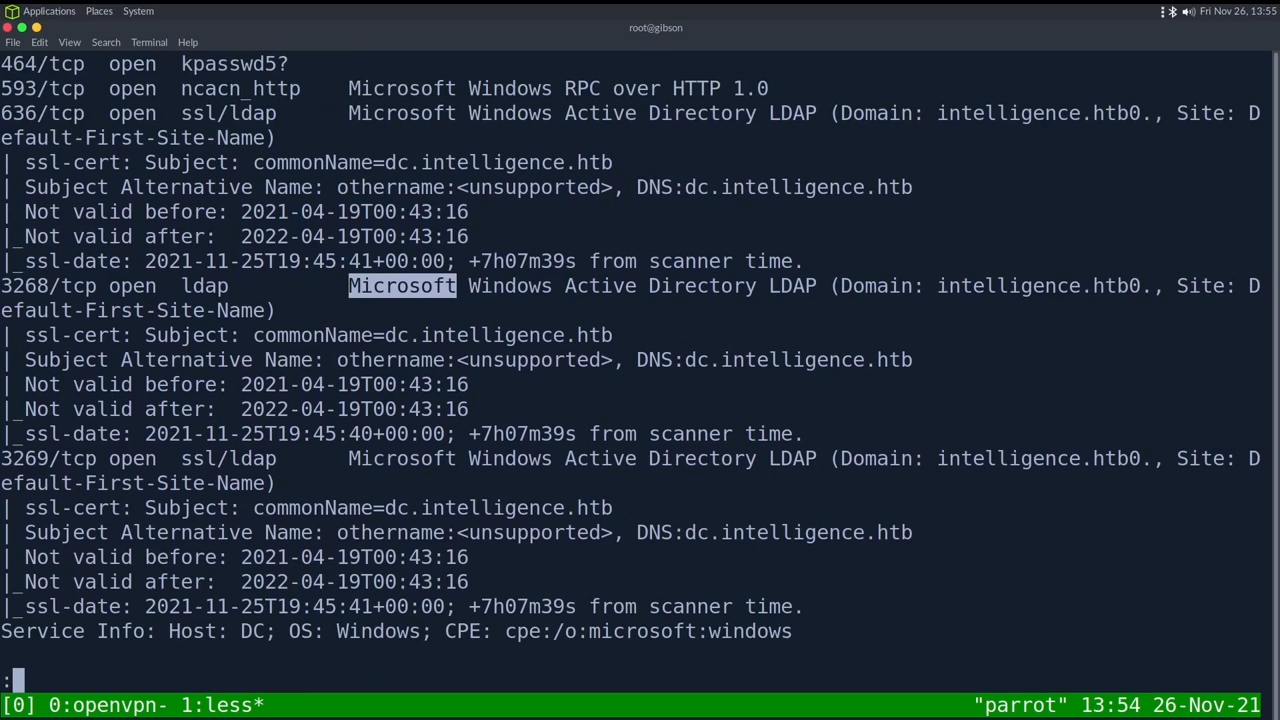 Applications Places System Fri Nov 26, 13:55
root@gibson
File Edit View Search Terminal Help
464/tcp open kpasswd5?
593/tcp open ncacn_http Microsoft Windows RPC over HTTP 1.0
636/tcp open ssl/ldap Microsoft Windows Active Directory LDAP (Domain: intelligence.htb0., Site: D
efault-First-Site-Name)
| ssl-cert: Subject: commonName=dc.intelligence.htb
| Subject Alternative Name: othername:<unsupported>, DNS:dc.intelligence.htb
| Not valid before: 2021-04-19T00:43:16
|_Not valid after: 2022-04-19T00:43:16
|_ssl-date: 2021-11-25T19:45:41+00:00; +7h07m39s from scanner time.
3268/tcp open ldap Microsoft Windows Active Directory LDAP (Domain: intelligence.htb0., Site: D
efault-First-Site-Name)
| ssl-cert: Subject: commonName=dc.intelligence.htb
| Subject Alternative Name: othername:<unsupported>, DNS:dc.intelligence.htb
| Not valid before: 2021-04-19T00:43:16
|_Not valid after: 2022-04-19T00:43:16
|_ssl-date: 2021-11-25T19:45:40+00:00; +7h07m39s from scanner time.
3269/tcp open ssl/ldap Microsoft Windows Active Directory LDAP (Domain: intelligence.htb0., Site: D
efault-First-Site-Name)
| ssl-cert: Subject: commonName=dc.intelligence.htb
| Subject Alternative Name: othername:<unsupported>, DNS:dc.intelligence.htb
| Not valid before: 2021-04-19T00:43:16
|_Not valid after: 2022-04-19T00:43:16
|_ssl-date: 2021-11-25T19:45:41+00:00; +7h07m39s from scanner time.
Service Info: Host: DC; OS: Windows; CPE: cpe:/o:microsoft:windows
:
[0] 0:openvpn- 1:less* "parrot" 13:54 26-Nov-21